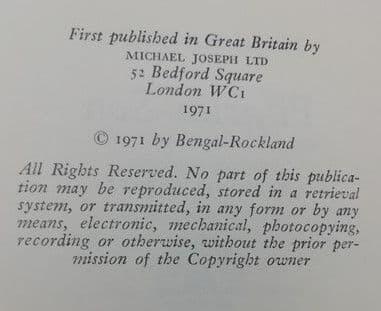 First published in Great Britain by
MICHAEL JOSEPH LTD
52 Bedford Square
London WC1
1971
© 1971 by Bengal-Rockland
All Rights Reserved. No part of this publica-
tion may be reproduced, stored in a retrieval
system, or transmitted, in any form or by any
means, electronic, mechanical, photocopying,
recording or otherwise, without the prior per-
mission of the Copyright owner